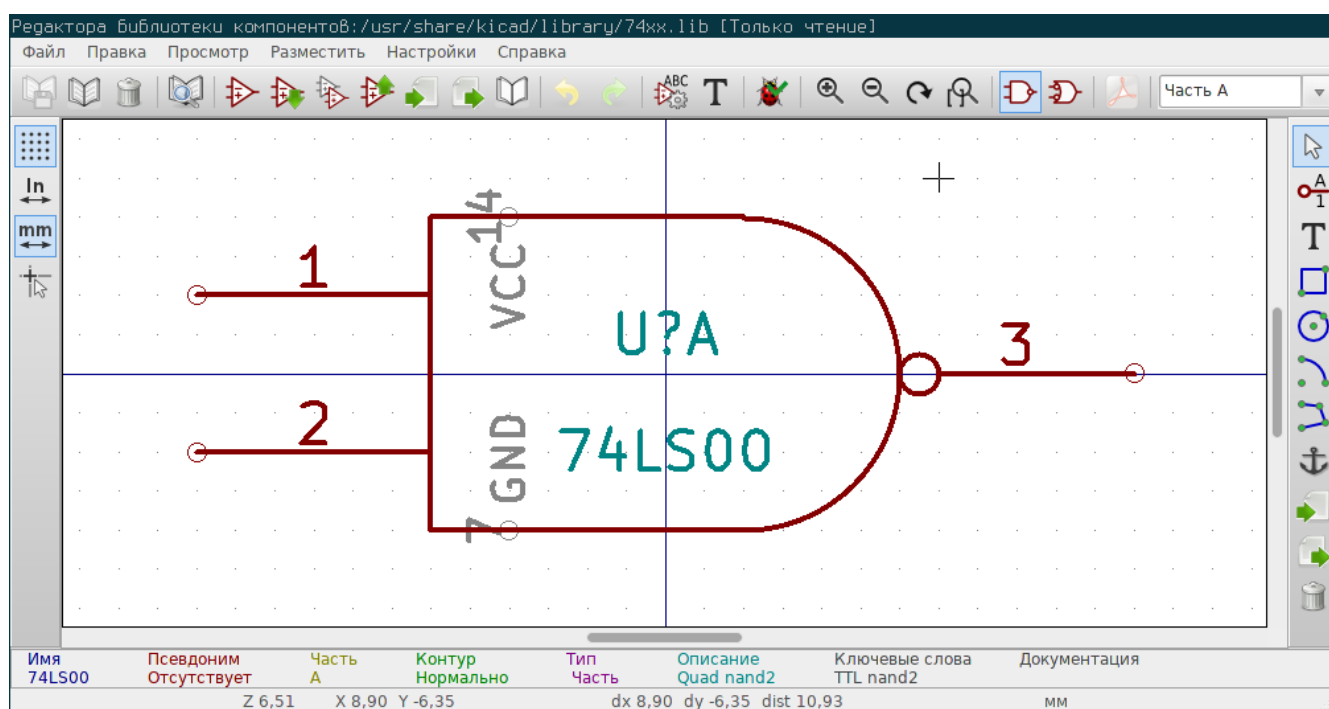 Редактора библиотеки компонентов:/usr/share/kicad/library/74xx.lib [Только чтение]
Файл Правка Просмотр Разместить Настройки Справка
ABC
Часть A
In
mm
A
1
T
T
14
VCC
1
U?A
3
2
GND
74LS00
7
Имя Псевдоним Часть Контур Тип Описание Ключевые слова Документация
74LS00 Отсутствует A Нормально Часть Quad nand2 TTL nand2
Z 6,51 X 8,90 Y -6,35 dx 8,90 dy -6,35 dist 10,93 мм